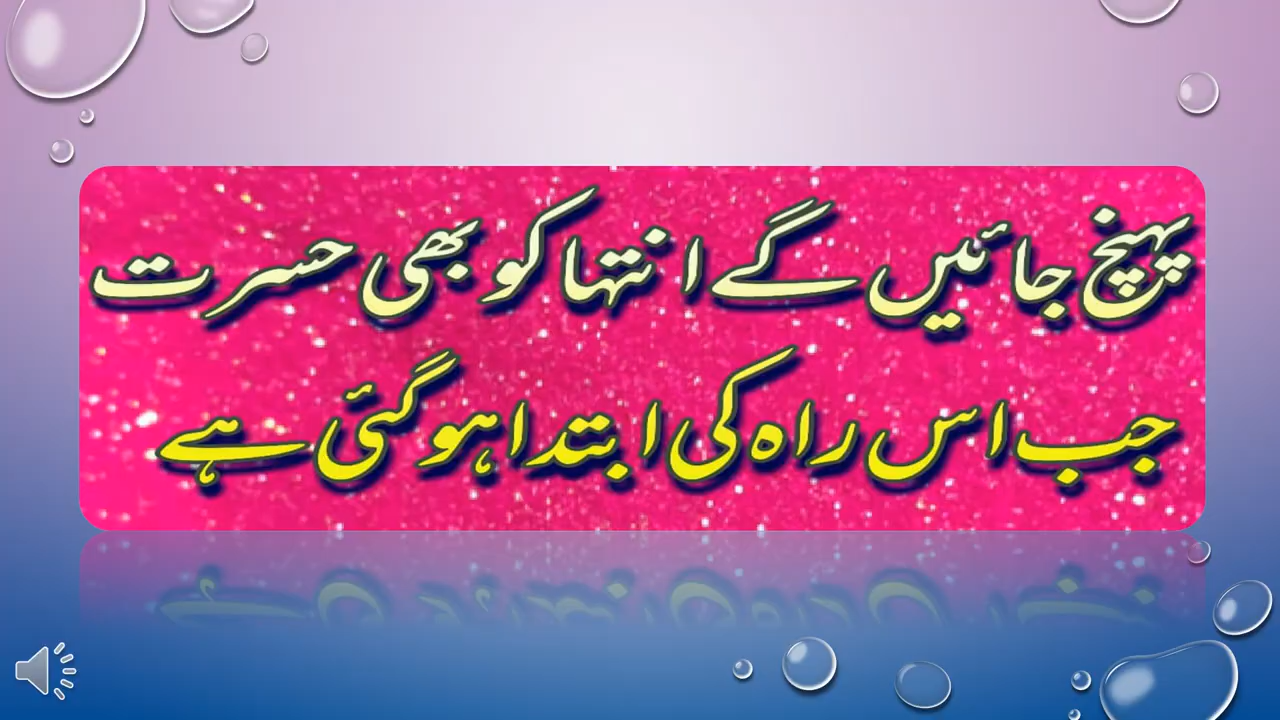 پہنچ جائیں گے انتہا کو بھی حسرت
جب اس راہ کی ابتدا ہو گئی ہے